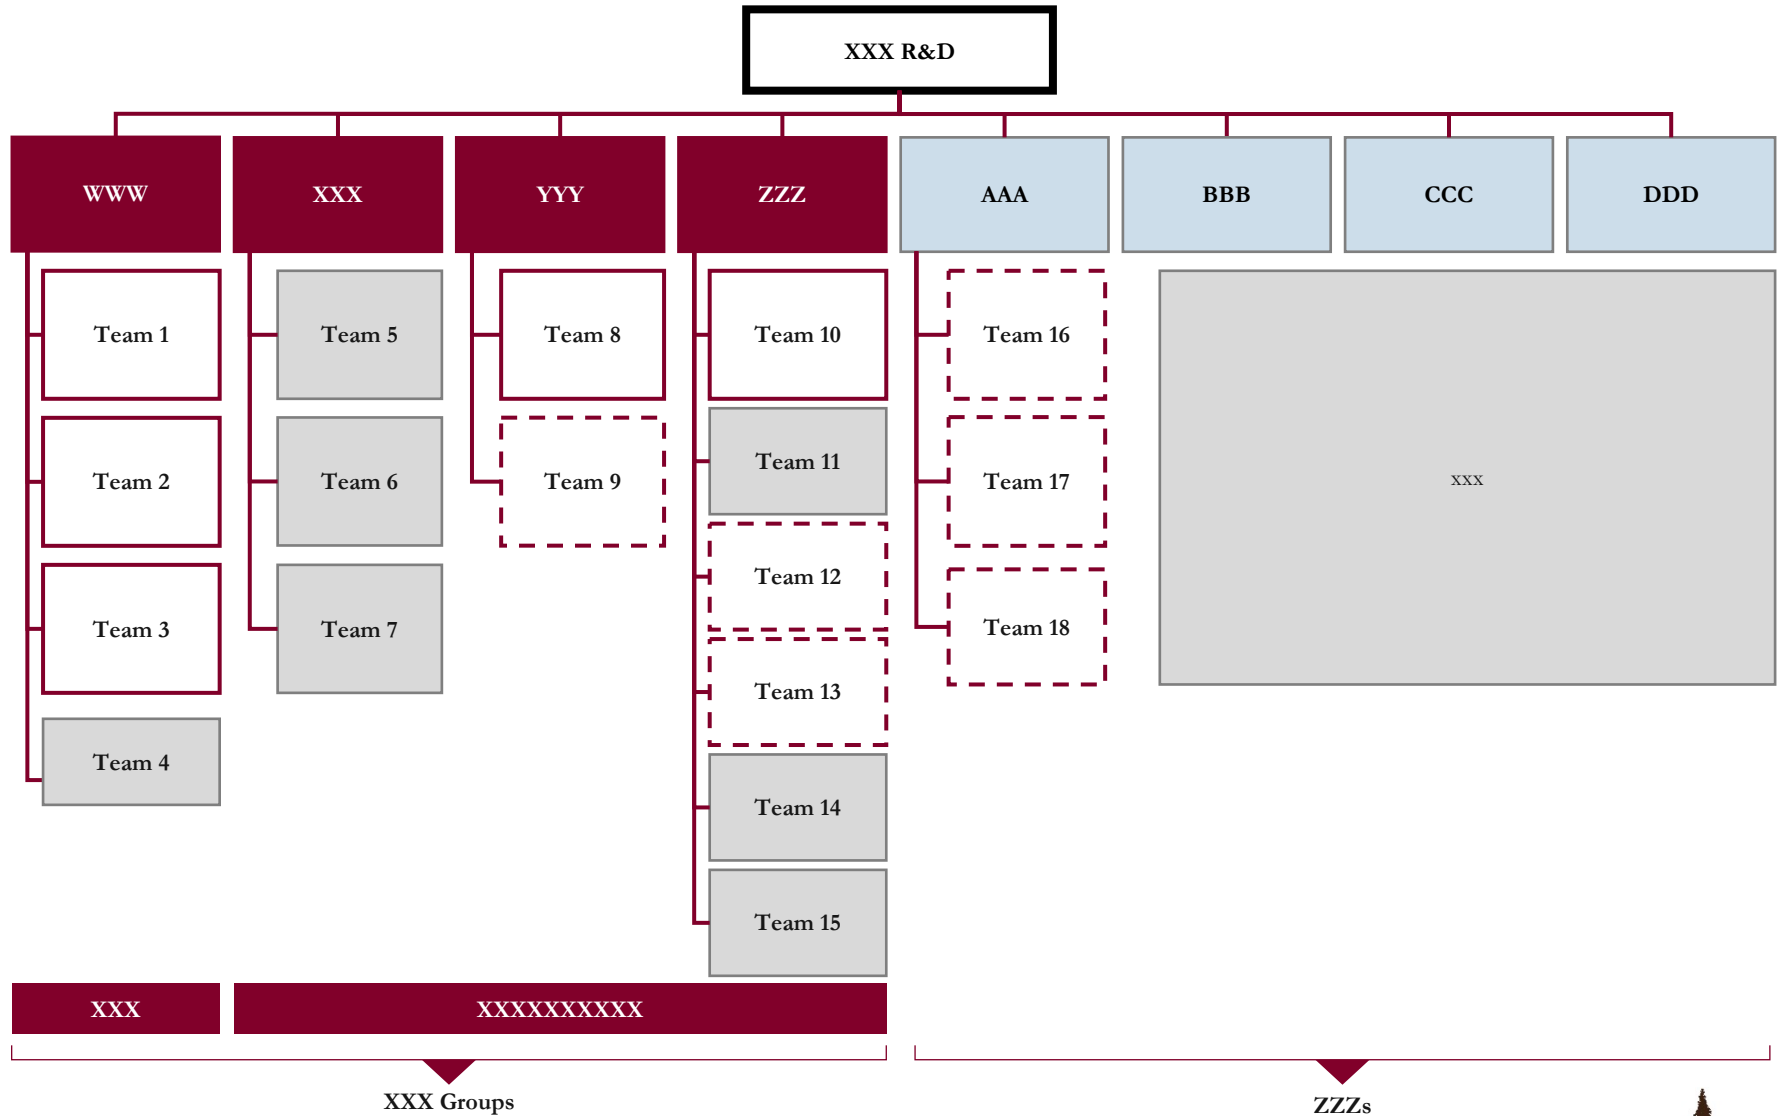 XXX R&D
WWW
XXX
YYY
ZZZ
AAA
BBB
CCC
DDD
Team 1
Team 5
Team 8
Team 10
Team 16
Team 11
Team 2
Team 6
Team 9
Team 17
xxx
Team 12
Team 3
Team 7
Team 18
Team 13
Team 4
Team 14
Team 15
XXX
XXXXXXXXXX
XXX Groups
ZZZs